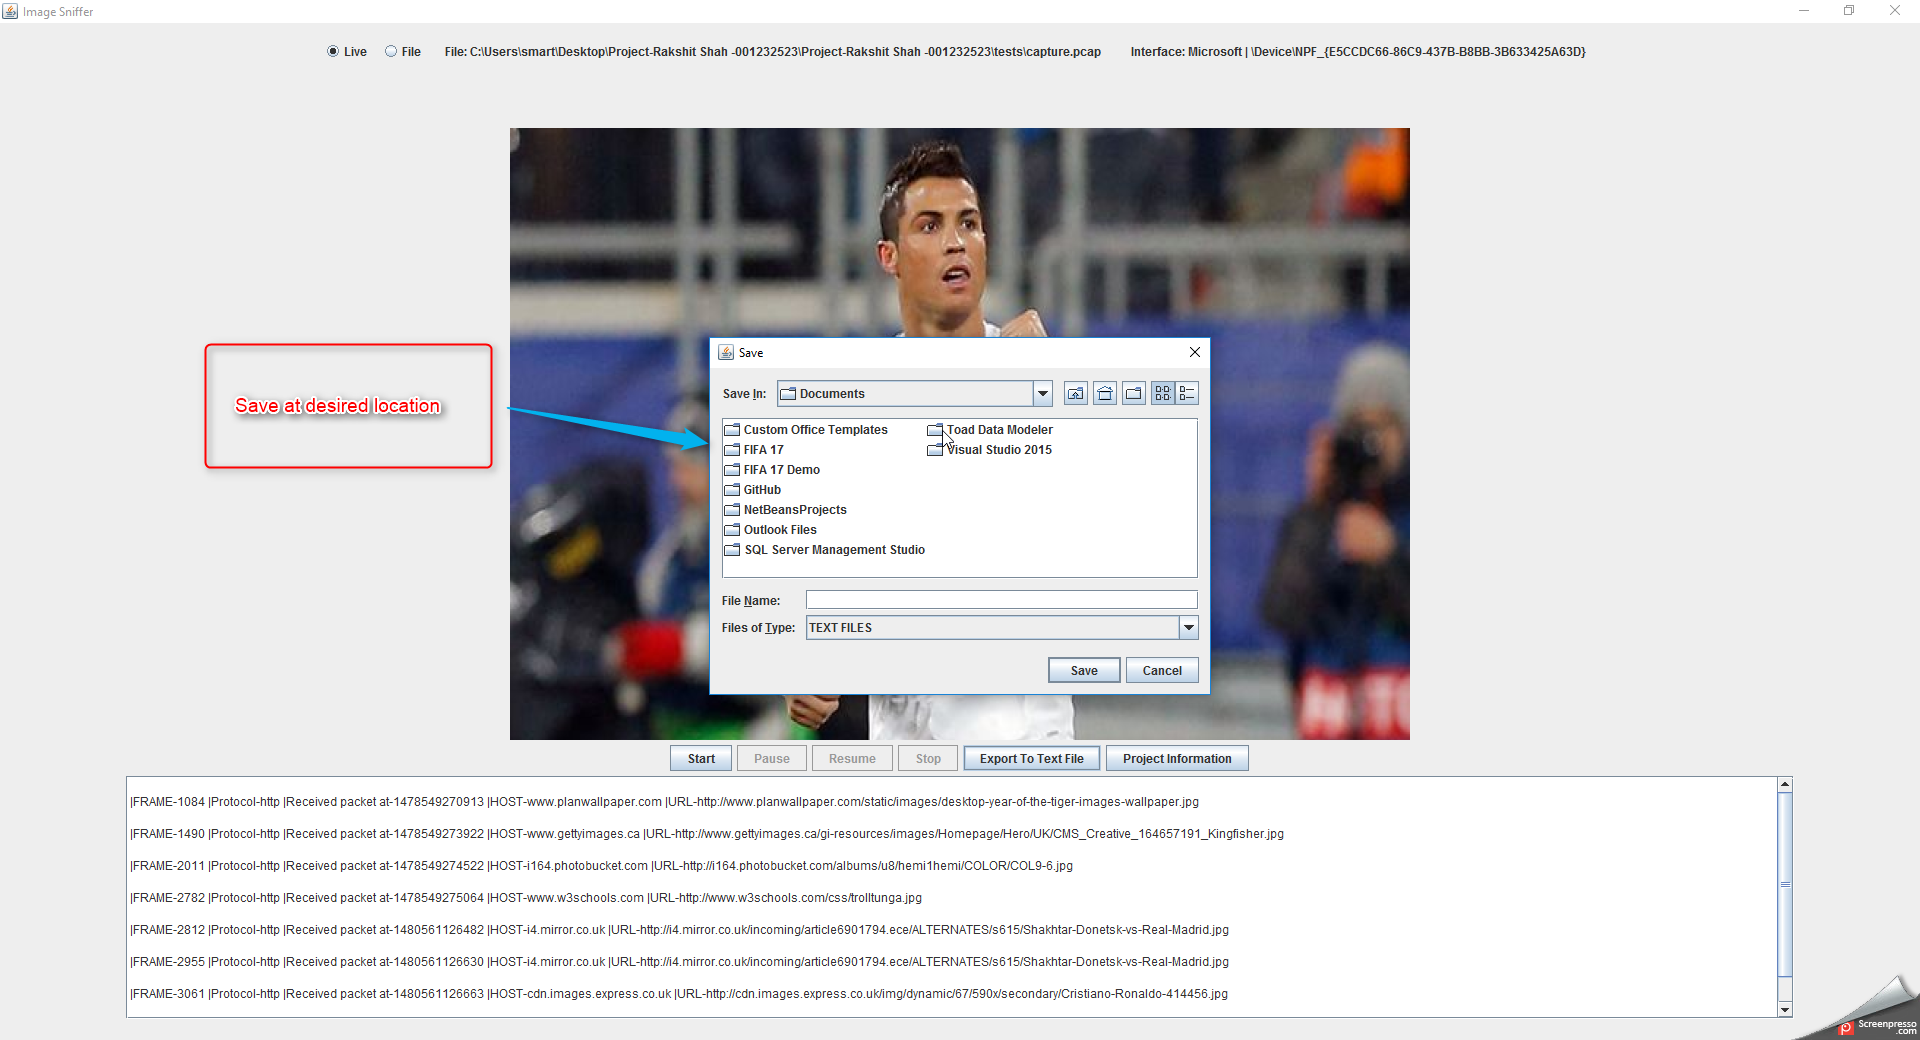 Image Sniffer
Live File File: C:\Users\smart\Desktop\Project-Rakshit Shah -001232523\Project-Rakshit Shah -001232523\tests\capture.pcap Interface: Microsoft | \Device\NPF_{E5CCDC66-86C9-437B-B8BB-3B633425A63D}
Save at desired location
Save
Save In: Documents
Custom Office Templates Toad Data Modeler
FIFA 17 Visual Studio 2015
FIFA 17 Demo
GitHub
NetBeansProjects
Outlook Files
SQL Server Management Studio
File Name:
Files of Type: TEXT FILES
Save Cancel
Start Pause Resume Stop Export To Text File Project Information
|FRAME-1084 |Protocol-http |Received packet at-1478549270913 |HOST-www.planwallpaper.com |URL-http://www.planwallpaper.com/static/images/desktop-year-of-the-tiger-images-wallpaper.jpg
|FRAME-1490 |Protocol-http |Received packet at-1478549273922 |HOST-www.gettyimages.ca |URL-http://www.gettyimages.ca/gi-resources/images/Homepage/Hero/UK/CMS_Creative_164657191_Kingfisher.jpg
|FRAME-2011 |Protocol-http |Received packet at-1478549274522 |HOST-i164.photobucket.com |URL-http://i164.photobucket.com/albums/u8/hemi1hemi/COLOR/COL9-6.jpg
|FRAME-2782 |Protocol-http |Received packet at-1478549275064 |HOST-www.w3schools.com |URL-http://www.w3schools.com/css/trolltunga.jpg
|FRAME-2812 |Protocol-http |Received packet at-1480561126482 |HOST-i4.mirror.co.uk |URL-http://i4.mirror.co.uk/incoming/article6901794.ece/ALTERNATES/s615/Shakhtar-Donetsk-vs-Real-Madrid.jpg
|FRAME-2955 |Protocol-http |Received packet at-1480561126630 |HOST-i4.mirror.co.uk |URL-http://i4.mirror.co.uk/incoming/article6901794.ece/ALTERNATES/s615/Shakhtar-Donetsk-vs-Real-Madrid.jpg
|FRAME-3061 |Protocol-http |Received packet at-1480561126663 |HOST-cdn.images.express.co.uk |URL-http://cdn.images.express.co.uk/img/dynamic/67/590x/secondary/Cristiano-Ronaldo-414456.jpg
Screenpresso
.com